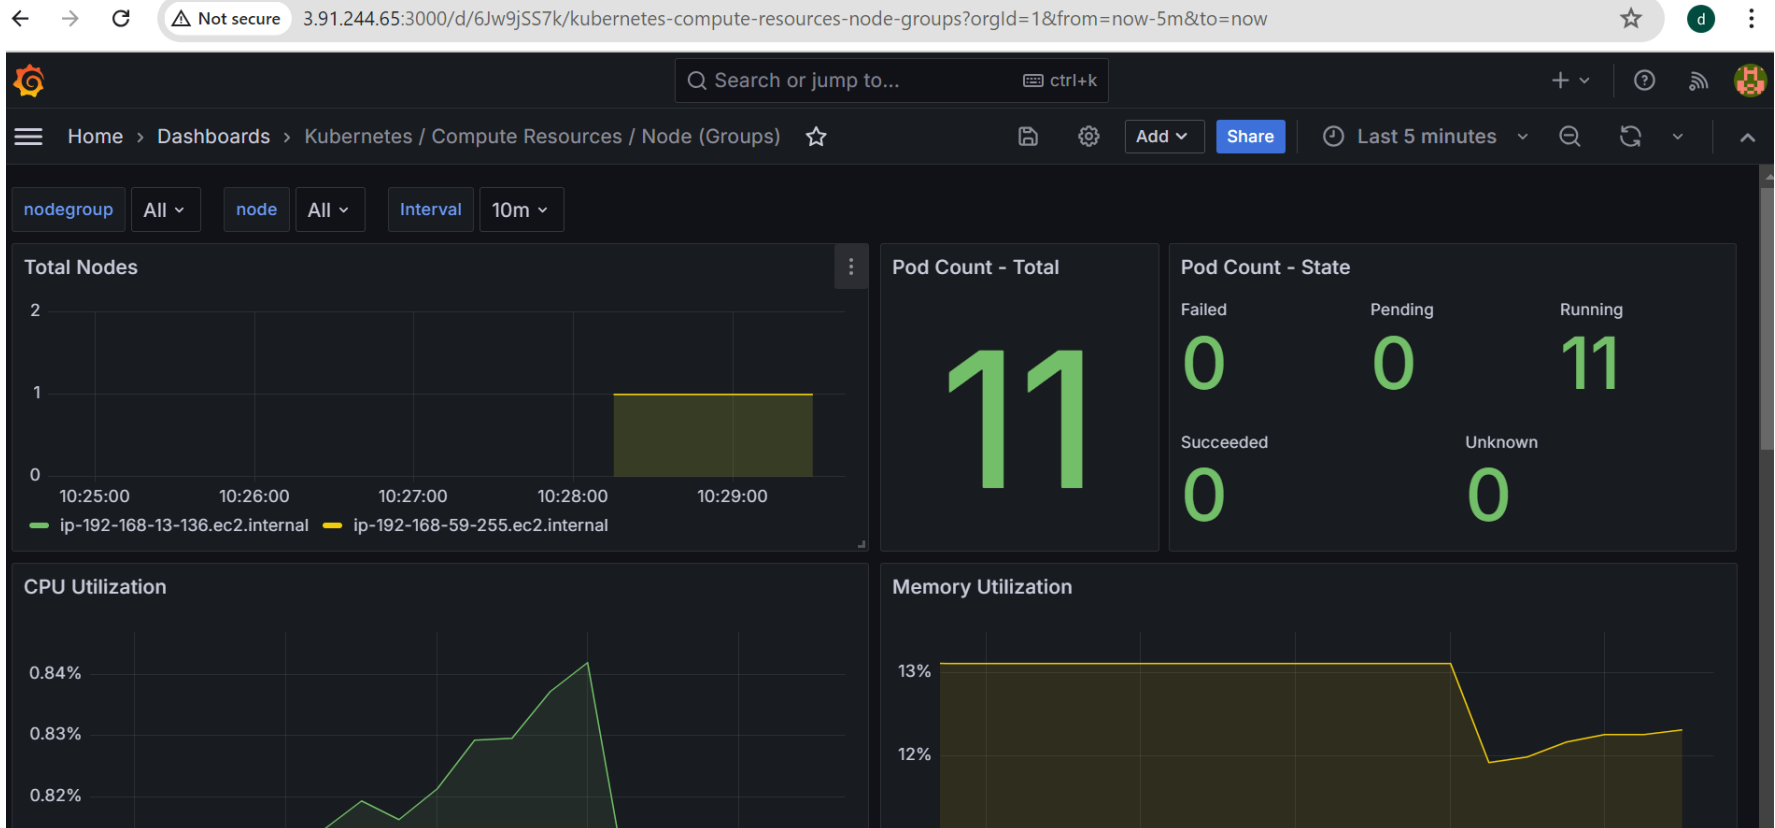 Not secure 3.91.244.65:3000/d/6Jw9jSS7k/kubernetes-compute-resources-node-groups?orgId=1&from=now-5m&to=now d
Search or jump to... ctrl+k
Home › Dashboards › Kubernetes / Compute Resources / Node (Groups) Add Share Last 5 minutes
nodegroup All node All Interval 10m
Total Nodes
2
1
0
10:25:00 10:26:00 10:27:00 10:28:00 10:29:00
ip-192-168-13-136.ec2.internal ip-192-168-59-255.ec2.internal
Pod Count - Total
11
Pod Count - State
Failed Pending Running
0 0 11
Succeeded Unknown
0 0
CPU Utilization
0.84%
0.83%
0.82%
Memory Utilization
13%
12%